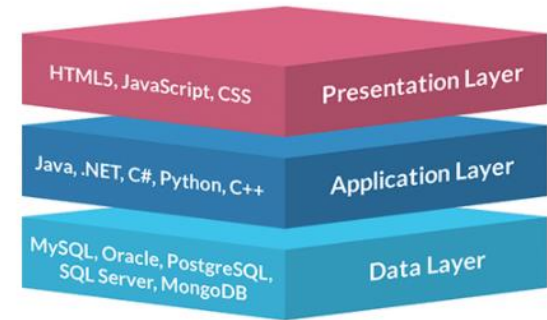 HTML5, JavaScript, CSS
Presentation Layer
Java, .NET, C#, Python, C++
Application Layer
MySQL, Oracle, PostgreSQL,
SQL Server, MongoDB
Data Layer